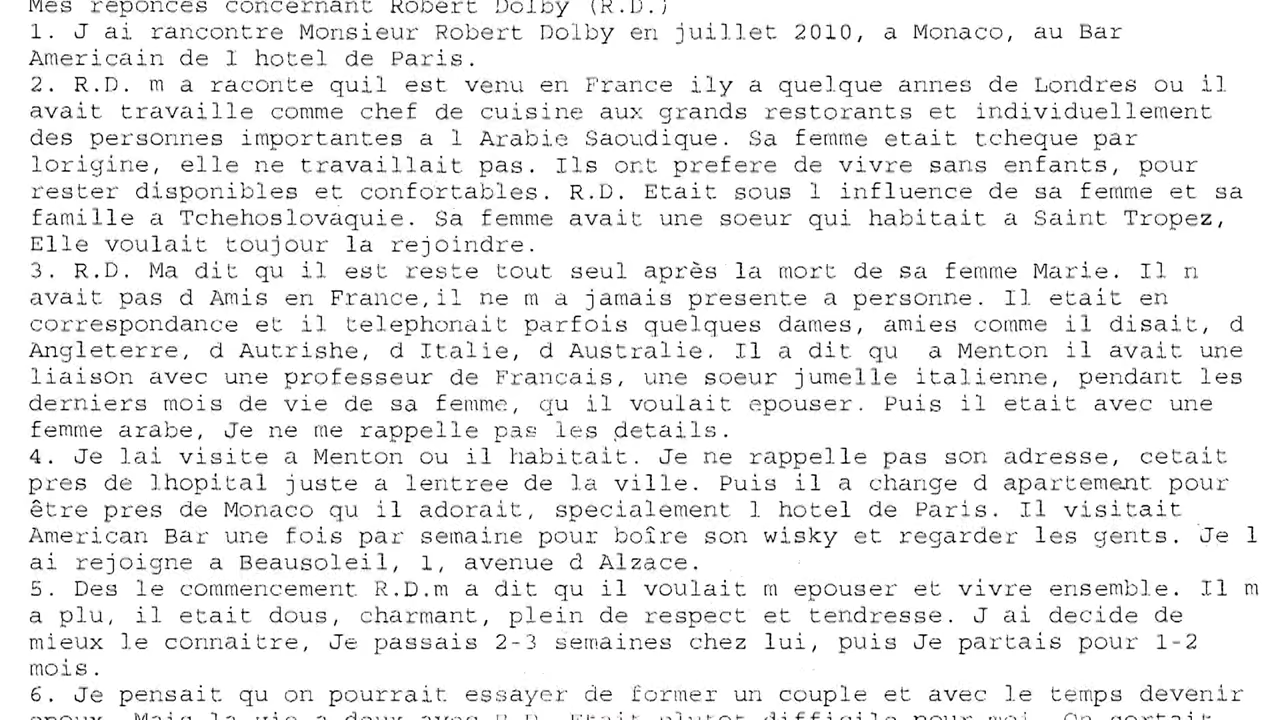 Mes reponces concernant Robert Dolby (R.D.)
1. J ai rancontre Monsieur Robert Dolby en juillet 2010, a Monaco, au Bar
Americain de I hotel de Paris.
2. R.D. m a raconte quil est venu en France ily a quelque annes de Londres ou il
avait travaille comme chef de cuisine aux grands restorants et individuellement
des personnes importantes a l Arabie Saoudique. Sa femme etait tcheque par
lorigine, elle ne travaillait pas. Ils ont prefere de vivre sans enfants, pour
rester disponibles et confortables. R.D. Etait sous l influence de sa femme et sa
famille a Tchehoslovaquie. Sa femme avait une soeur qui habitait a Saint Tropez,
Elle voulait toujour la rejoindre.
3. R.D. Ma dit qu il est reste tout seul après la mort de sa femme Marie. Il n
avait pas d Amis en France,il ne m a jamais presente a personne. Il etait en
correspondance et il telephonait parfois quelques dames, amies comme il disait, d
Angleterre, d Autrishe, d Italie, d Australie. Il a dit qu  a Menton il avait une
liaison avec une professeur de Francais, une soeur jumelle italienne, pendant les
derniers mois de vie de sa femme, qu il voulait epouser. Puis il etait avec une
femme arabe, Je ne me rappelle pas les details.
4. Je lai visite a Menton ou il habitait. Je ne rappelle pas son adresse, cetait
pres de lhopital juste a lentree de la ville. Puis il a change d apartement pour
être pres de Monaco qu il adorait, specialement l hotel de Paris. Il visitait
American Bar une fois par semaine pour boîre son wisky et regarder les gents. Je l
ai rejoigne a Beausoleil, 1, avenue d Alzace.
5. Des le commencement R.D.m a dit qu il voulait m epouser et vivre ensemble. Il m
a plu, il etait dous, charmant, plein de respect et tendresse. J ai decide de
mieux le connaitre, Je passais 2-3 semaines chez lui, puis Je partais pour 1-2
mois.
6. Je pensait qu on pourrait essayer de former un couple et avec le temps devenir
epoux. Mais la vie a deux avec R.D. Etait plutot difficile pour moi. On sortait